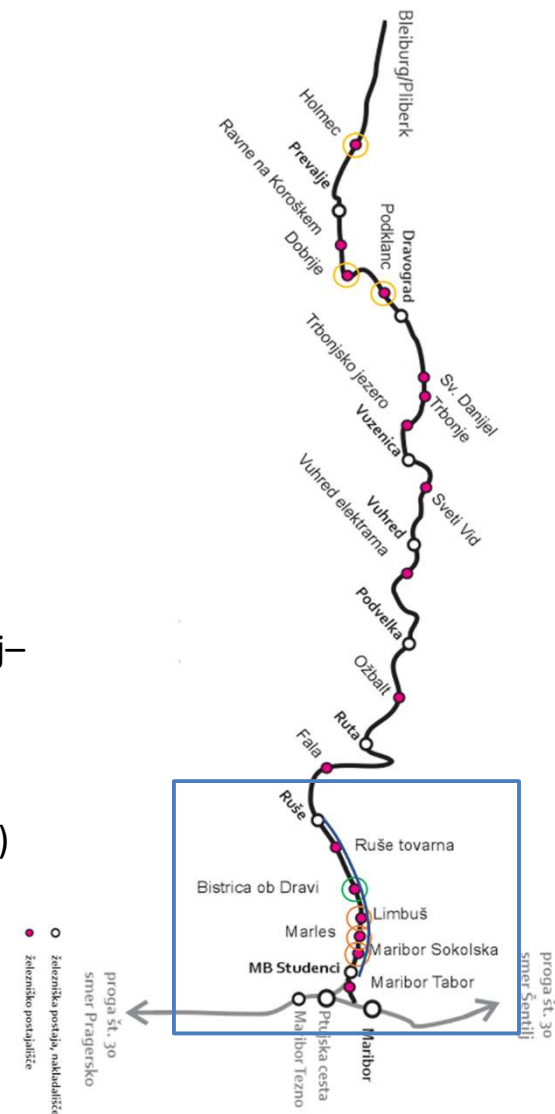 Bleiburg/Pliberk
Holmec
Prevalje
Ravne na Koroškem
Dobrije
Podklanc
Dravograd
Sv. Danijel
Trbonje
Trbonjsko jezero
Vuzenica
Sveti Vid
Vuhred
Vuhred elektrarna
Podvelka
Ožbalt
j–
Ruta
Fala
Ruše
)
Ruše tovarna
Bistrica ob Dravi
Limbuš
Marles
Maribor Sokolska
MB Studenci
Maribor Tabor
Maribor
Ptujska cesta
Maribor Tezno
proga št. 30
smer Šentilj
proga št. 30
smer Pragersko
železniška postaja, nakladališče
železniško postajališče